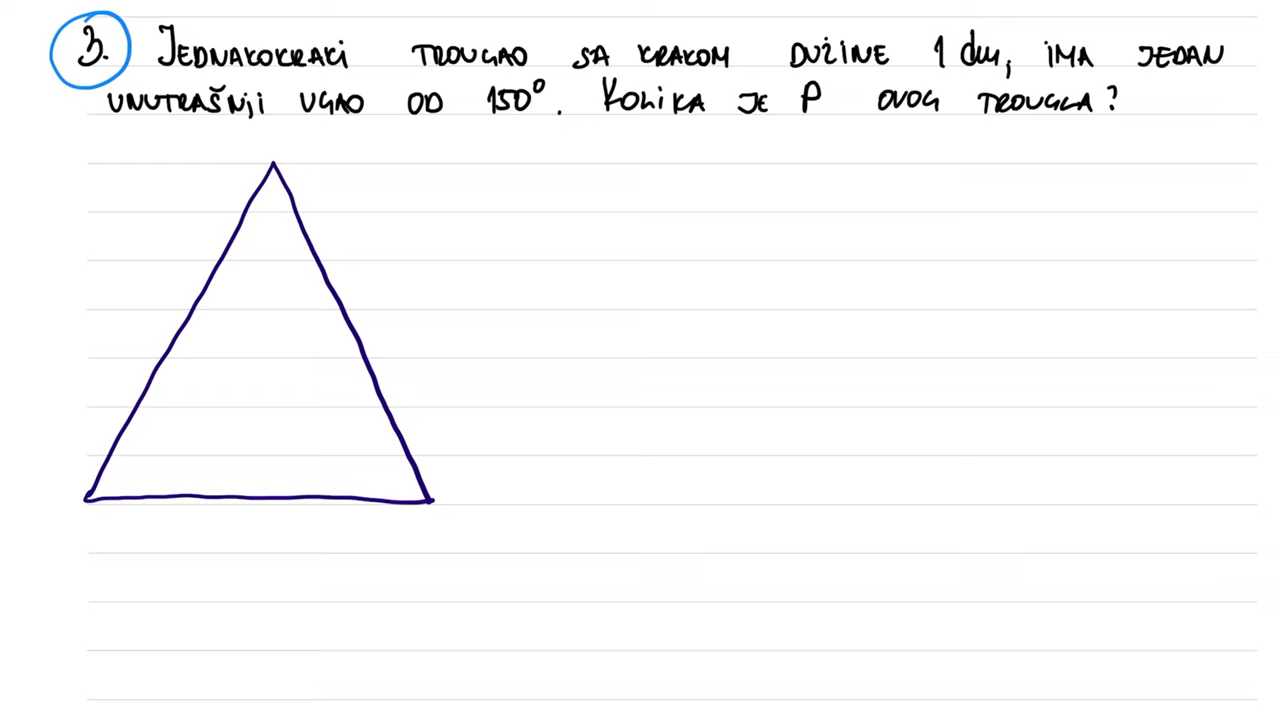 3. JEDNAKOKRAKI TROUGAO SA KRAKOM DUŽINE 1 dm, IMA JEDAN
UNUTRAŠNJI UGAO OD 150°. KOLIKA JE P OVOG TROUGLA?